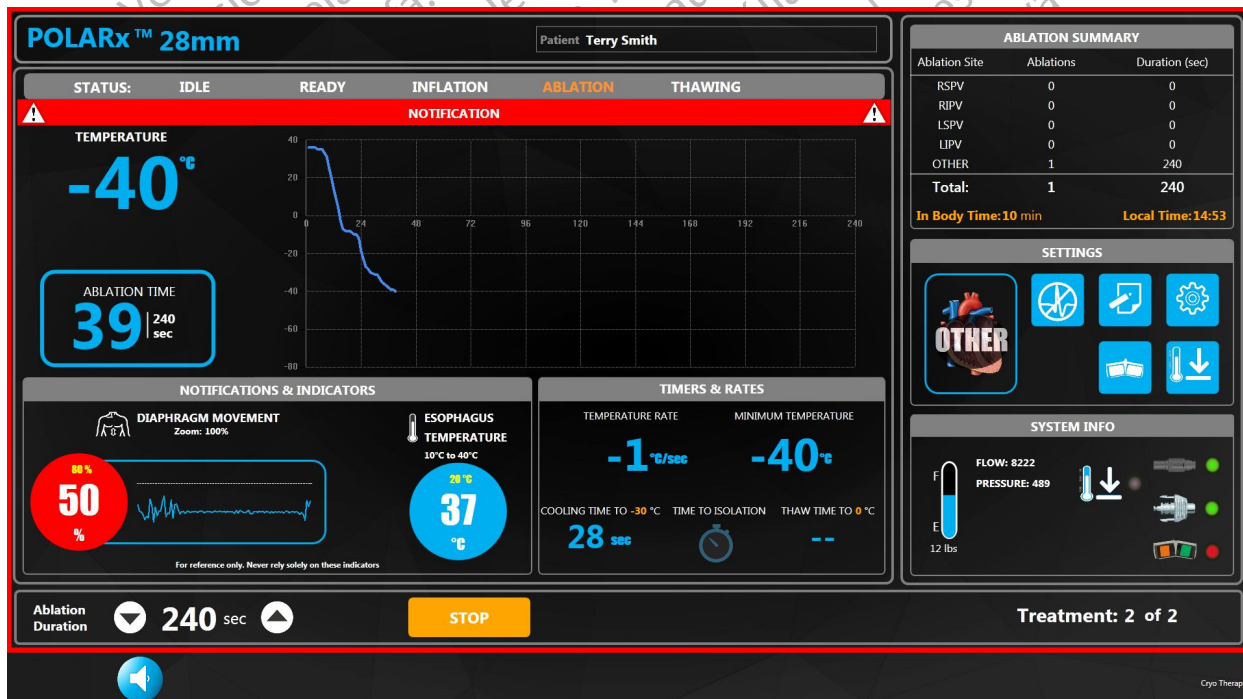 POLARx™ 28mm
Patient Terry Smith
STATUS: IDLE READY INFLATION ABLATION THAWING
NOTIFICATION
TEMPERATURE
-40 °C
ABLATION TIME
39 240 sec
40
20
0
0 24 48 72 96 120 144 168 192 216 240
-20
-40
-60
-80
NOTIFICATIONS & INDICATORS
DIAPHRAGM MOVEMENT
Zoom: 100%
80 %
50
%
ESOPHAGUS
TEMPERATURE
10°C to 40°C
20 °C
37
°C
For reference only. Never rely solely on these indicators
TIMERS & RATES
TEMPERATURE RATE MINIMUM TEMPERATURE
-1 °C/sec -40 °C
COOLING TIME TO -30 °C TIME TO ISOLATION THAW TIME TO 0 °C
28 sec --
Ablation
Duration
240 sec
STOP
Treatment: 2 of 2
ABLATION SUMMARY
Ablation Site Ablations Duration (sec)
RSPV 0 0
RIPV 0 0
LSPV 0 0
LIPV 0 0
OTHER 1 240
Total: 1 240
In Body Time: 10 min Local Time: 14:53
SETTINGS
OTHER
SYSTEM INFO
F
E
12 lbs
FLOW: 8222
PRESSURE: 489
Cryo Therap